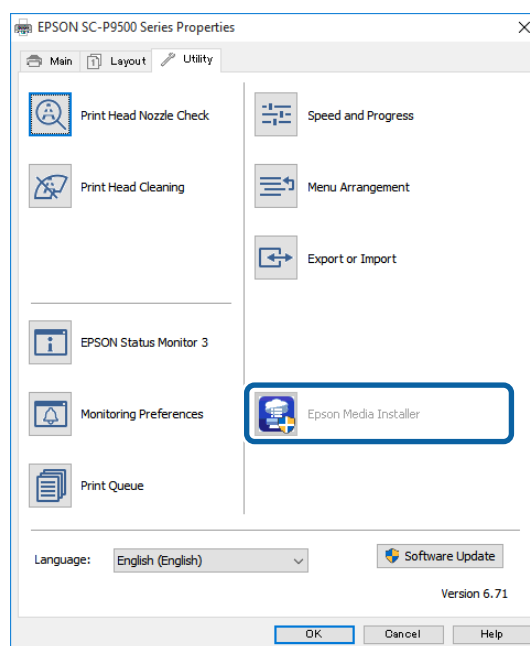 EPSON SC-P9500 Series Properties
Main
Layout
Utility
Print Head Nozzle Check
Speed and Progress
Print Head Cleaning
Menu Arrangement
Export or Import
EPSON Status Monitor 3
Monitoring Preferences
Epson Media Installer
Print Queue
Language:
English (English)
Software Update
Version 6.71
OK
Cancel
Help